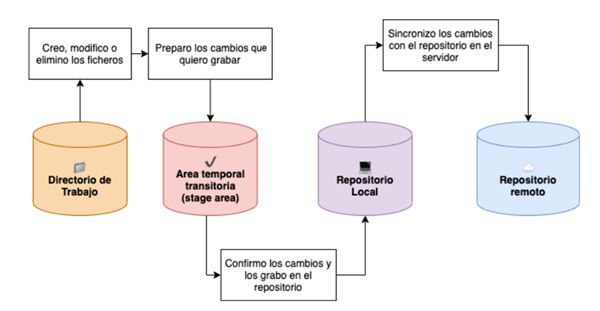 Creo, modifico o
elimino los ficheros
Preparo los cambios que
quiero grabar
Sincronizo los cambios
con el repositorio en el
servidor
Directorio de
Trabajo
Area temporal
transitoria
(stage area)
Repositorio
Local
Repositorio
remoto
Confirmo los cambios y
los grabo en el
repositorio